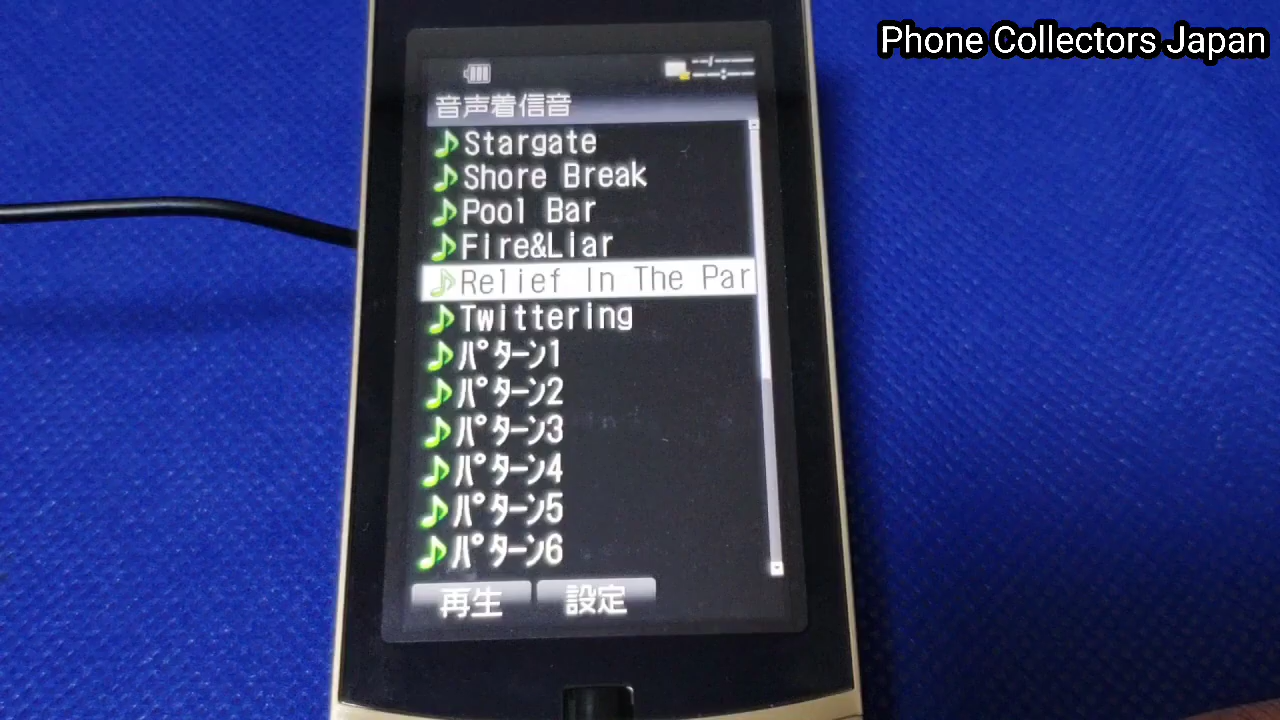 Phone Collectors Japan
--/--
--:--
音声着信音
Stargate
Shore Break
Pool Bar
Fire&Liar
Relief In The Par
Twittering
ﾊﾟﾀｰﾝ1
ﾊﾟﾀｰﾝ2
ﾊﾟﾀｰﾝ3
ﾊﾟﾀｰﾝ4
ﾊﾟﾀｰﾝ5
ﾊﾟﾀｰﾝ6
再生 設定